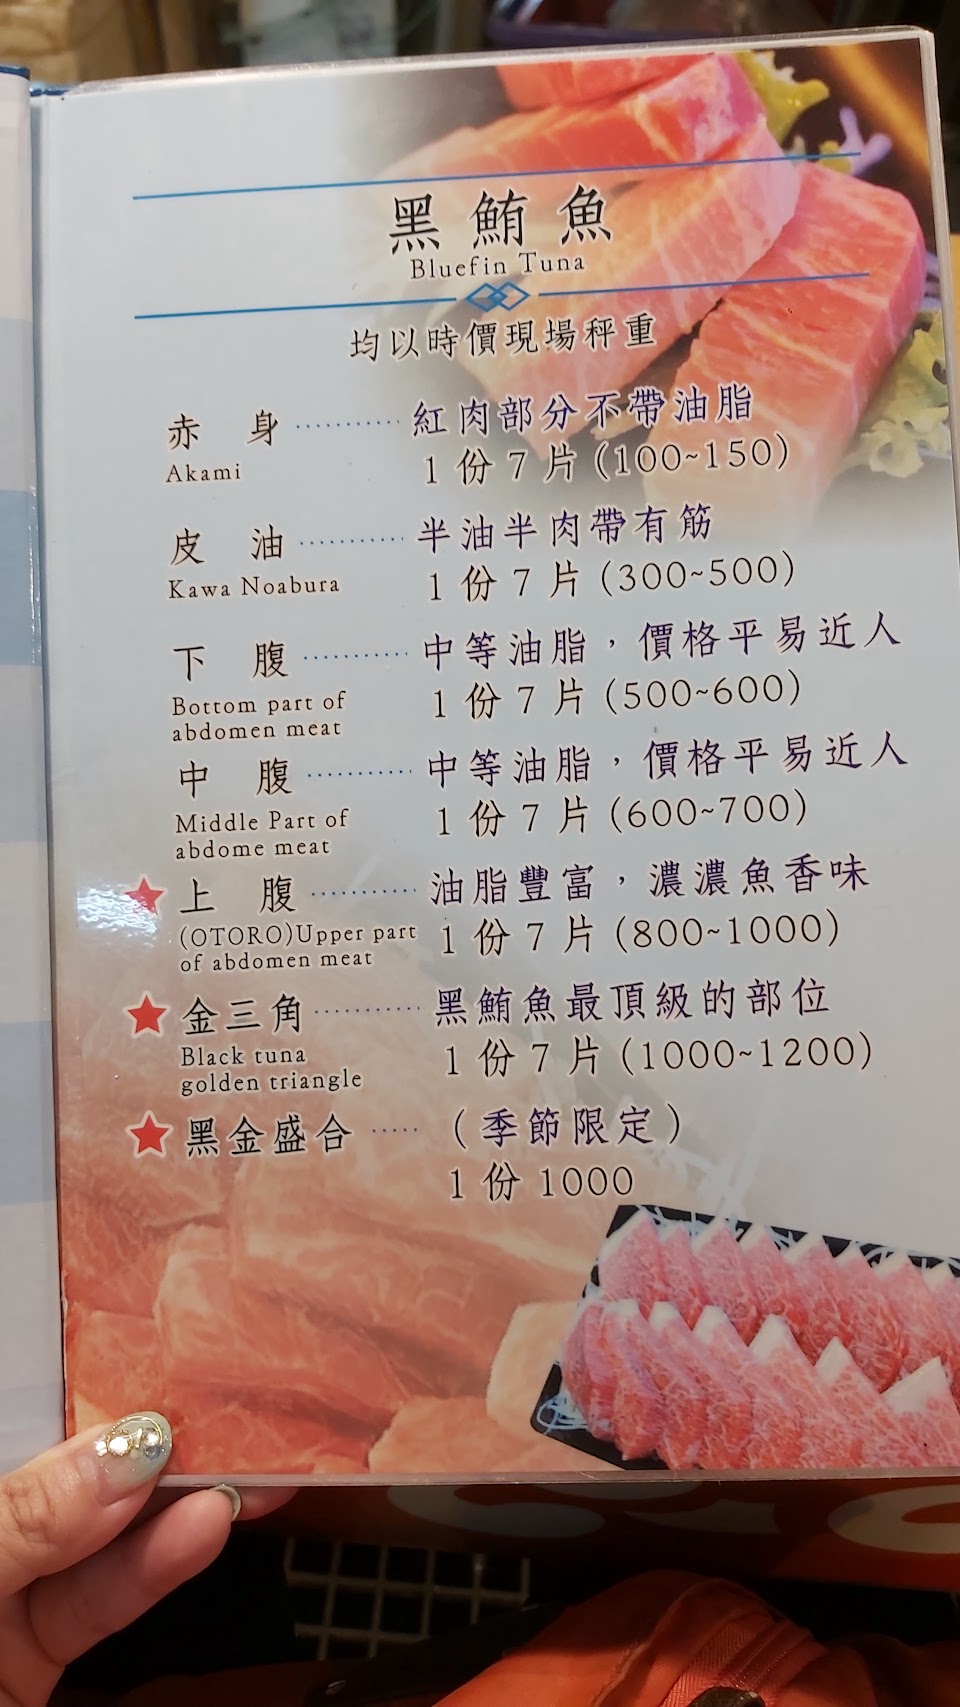 黑鮪魚
Bluefin Tuna
均以時價現場秤重
赤 身 ············ 紅肉部分不帶油脂
Akami
1份7片(100~150)
皮 油 ············ 半油半肉帶有筋
Kawa Noabura
1份7片(300~500)
下 腹 ············ 中等油脂，價格平易近人
Bottom part of
abdomen meat
1份7片(500~600)
中 腹 ············ 中等油脂，價格平易近人
Middle Part of
abdome meat
1份7片(600~700)
★上 腹 ············ 油脂豐富，濃濃魚香味
(OTORO)Upper part
of abdomen meat
1份7片(800~1000)
★金三角 ············ 黑鮪魚最頂級的部位
Black tuna
golden triangle
1份7片(1000~1200)
★黑金盛合 ····· (季節限定)
1份1000